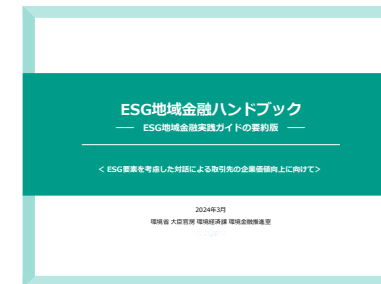 ESG地域金融ハンドブック
ESG地域金融実践ガイドの要約版
< ESG要素を考慮した対話による取引先の企業価値向上に向けて>
2024年3月
環境省 大臣官房 環境経済課 環境金融推進室